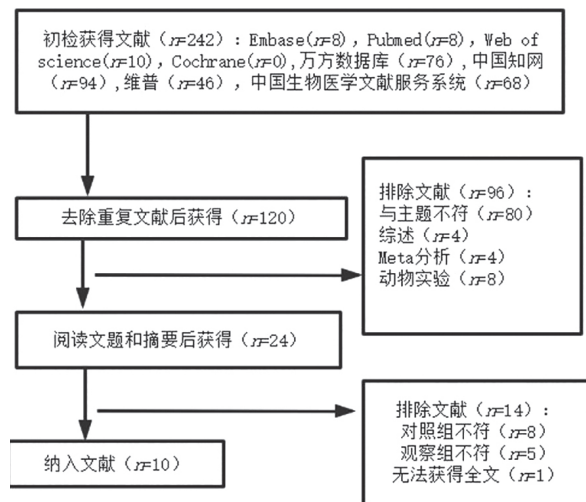 初检获得文献（n=242）：Embase(n=8)，Pubmed(n=8)，Web of
science(n=10)，Cochrane(n=0),万方数据库（n=76）,中国知网
（n=94）,维普（n=46），中国生物医学文献服务系统（n=68）
去除重复文献后获得（n=120）
排除文献（n=96）：
与主题不符（n=80）
综述（n=4）
Meta分析（n=4）
动物实验（n=8）
阅读文题和摘要后获得（n=24）
排除文献（n=14）：
对照组不符（n=8）
观察组不符（n=5）
无法获得全文（n=1）
纳入文献（n=10）